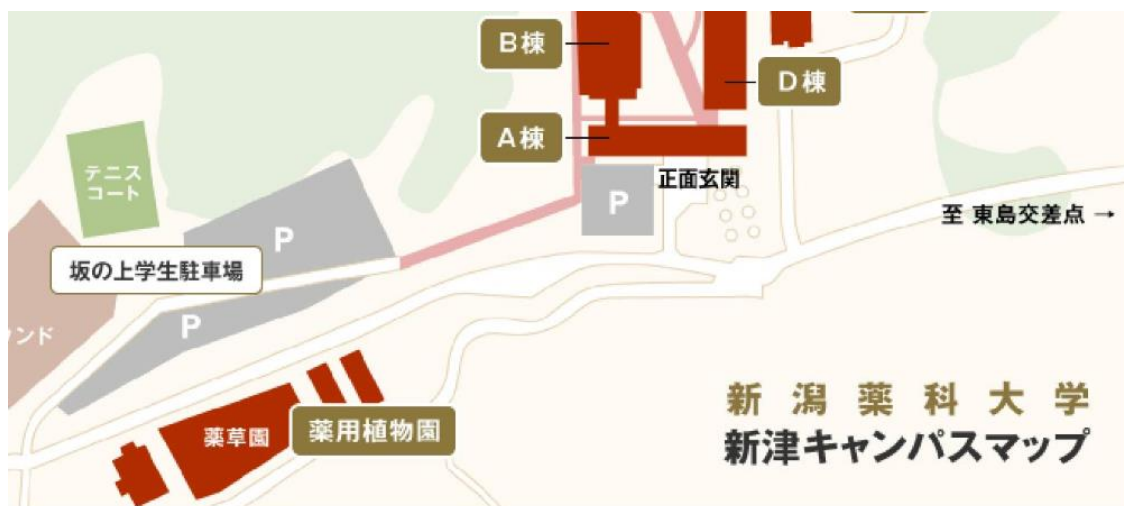 B棟
D棟
A棟
正面玄関
P
テニス
コート
至 東島交差点 →
P
坂の上学生駐車場
P
ンド
薬草園
薬用植物園
新潟薬科大学
新津キャンパスマップ